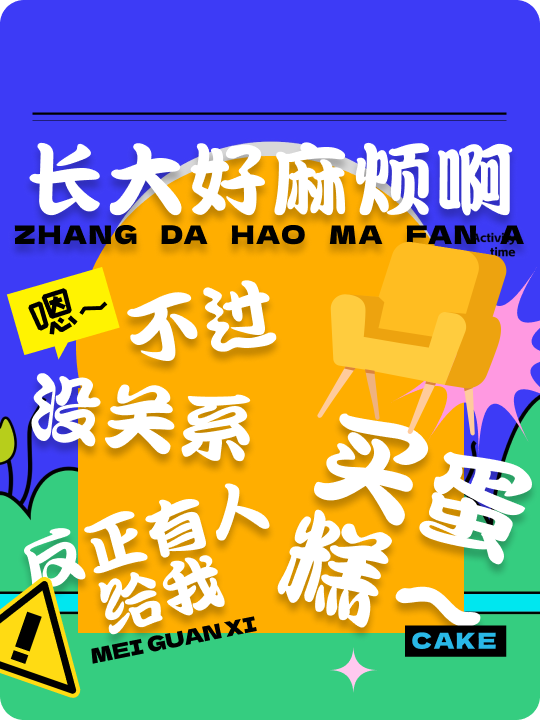 长大好麻烦啊
ZHANG DA HAO MA FAN A
Activity
time
嗯~
不过
没关系
反正有人
给我
买蛋
糕~
MEI GUAN XI
CAKE